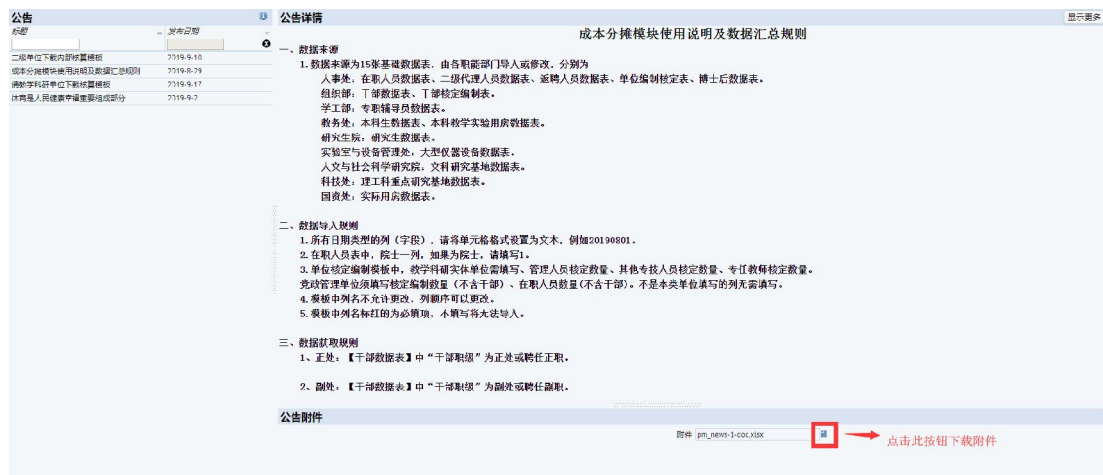 公告
标题
发布日期
二级单位下载内部核算模板
2019-9-10
成本分摊模块使用说明及数据汇总规则
2019-8-29
2019-9-17
体育是人民健康幸福重要组成部分
2019-9-2
公告详情
显示更多
成本分摊模块使用说明及数据汇总规则
一、数据来源
1.数据来源为15张基础数据表，由各职能部门导入或修改，分别为
人事处：在职人员数据表、二级代理人员数据表、返聘人员数据表、单位编制核定表、博士后数据表。
组织部：干部数据表、干部核定编制表。
学工部：专职辅导员数据表。
教务处：本科生数据表、本科教学实验用房数据表。
研究生院：研究生数据表。
实验室与设备管理处：大型仪器设备数据表。
人文与社会科学研究院：文科研究基地数据表。
科技处：理工科重点研究基地数据表。
国资处：实际用房数据表。
二、数据导入规则
1.所有日期类型的列（字段），请将单元格格式设置为文本，例如20190801。
2.在职人员表中，院士一列，如果为院士，请填写1。
3.单位核定编制模板中，教学科研实体单位需填写、管理人员核定数量、其他专技人员核定数量、专任教师核定数量。
党政管理单位须填写核定编制数量（不含干部）、在职人员数量(不含干部)。不是本类单位填写的列无需填写。
4.模板中列名不允许更改，列顺序可以更改。
5.模板中列名标红的为必填项，不填写将无法导入。
三、数据获取规则
1、正处：【干部数据表】中“干部职级”为正处或聘任正职。
2、副处：【干部数据表】中“干部职级”为副处或聘任副职。
公告附件
附件 pm_news-1-coc.xlsx
点击此按钮下载附件